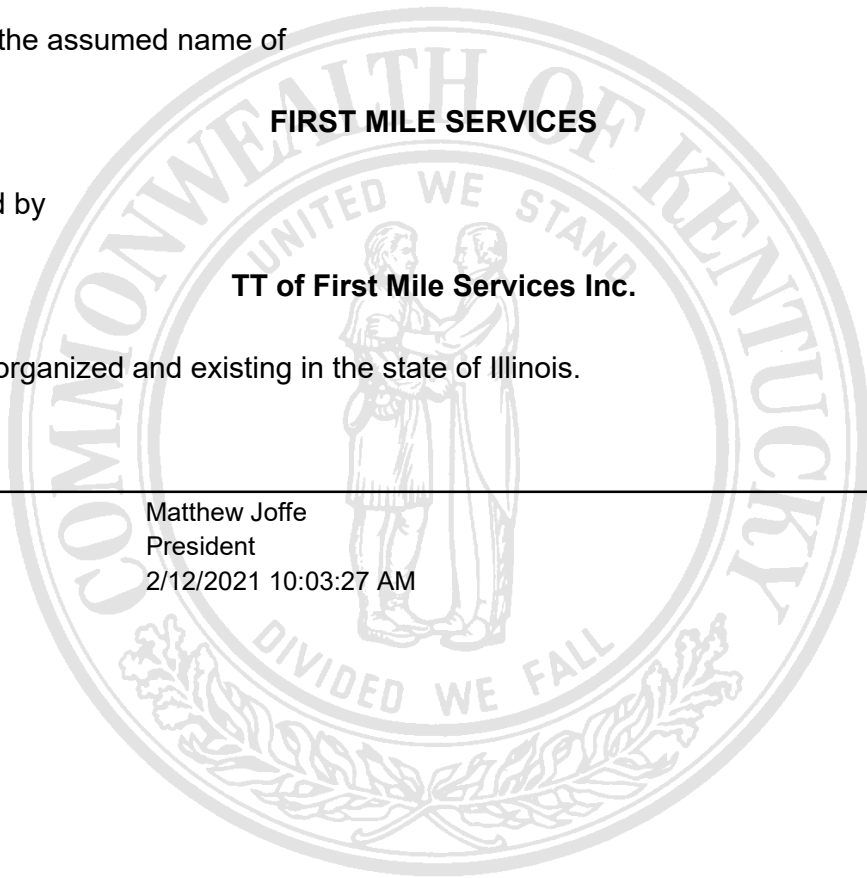 the assumed name of
FIRST MILE SERVICES
d by
TT of First Mile Services Inc.
organized and existing in the state of Illinois.
Matthew Joffe
President
2/12/2021 10:03:27 AM
COMMONWEALTH OF KENTUCKY
UNITED WE STAND
DIVIDED WE FALL